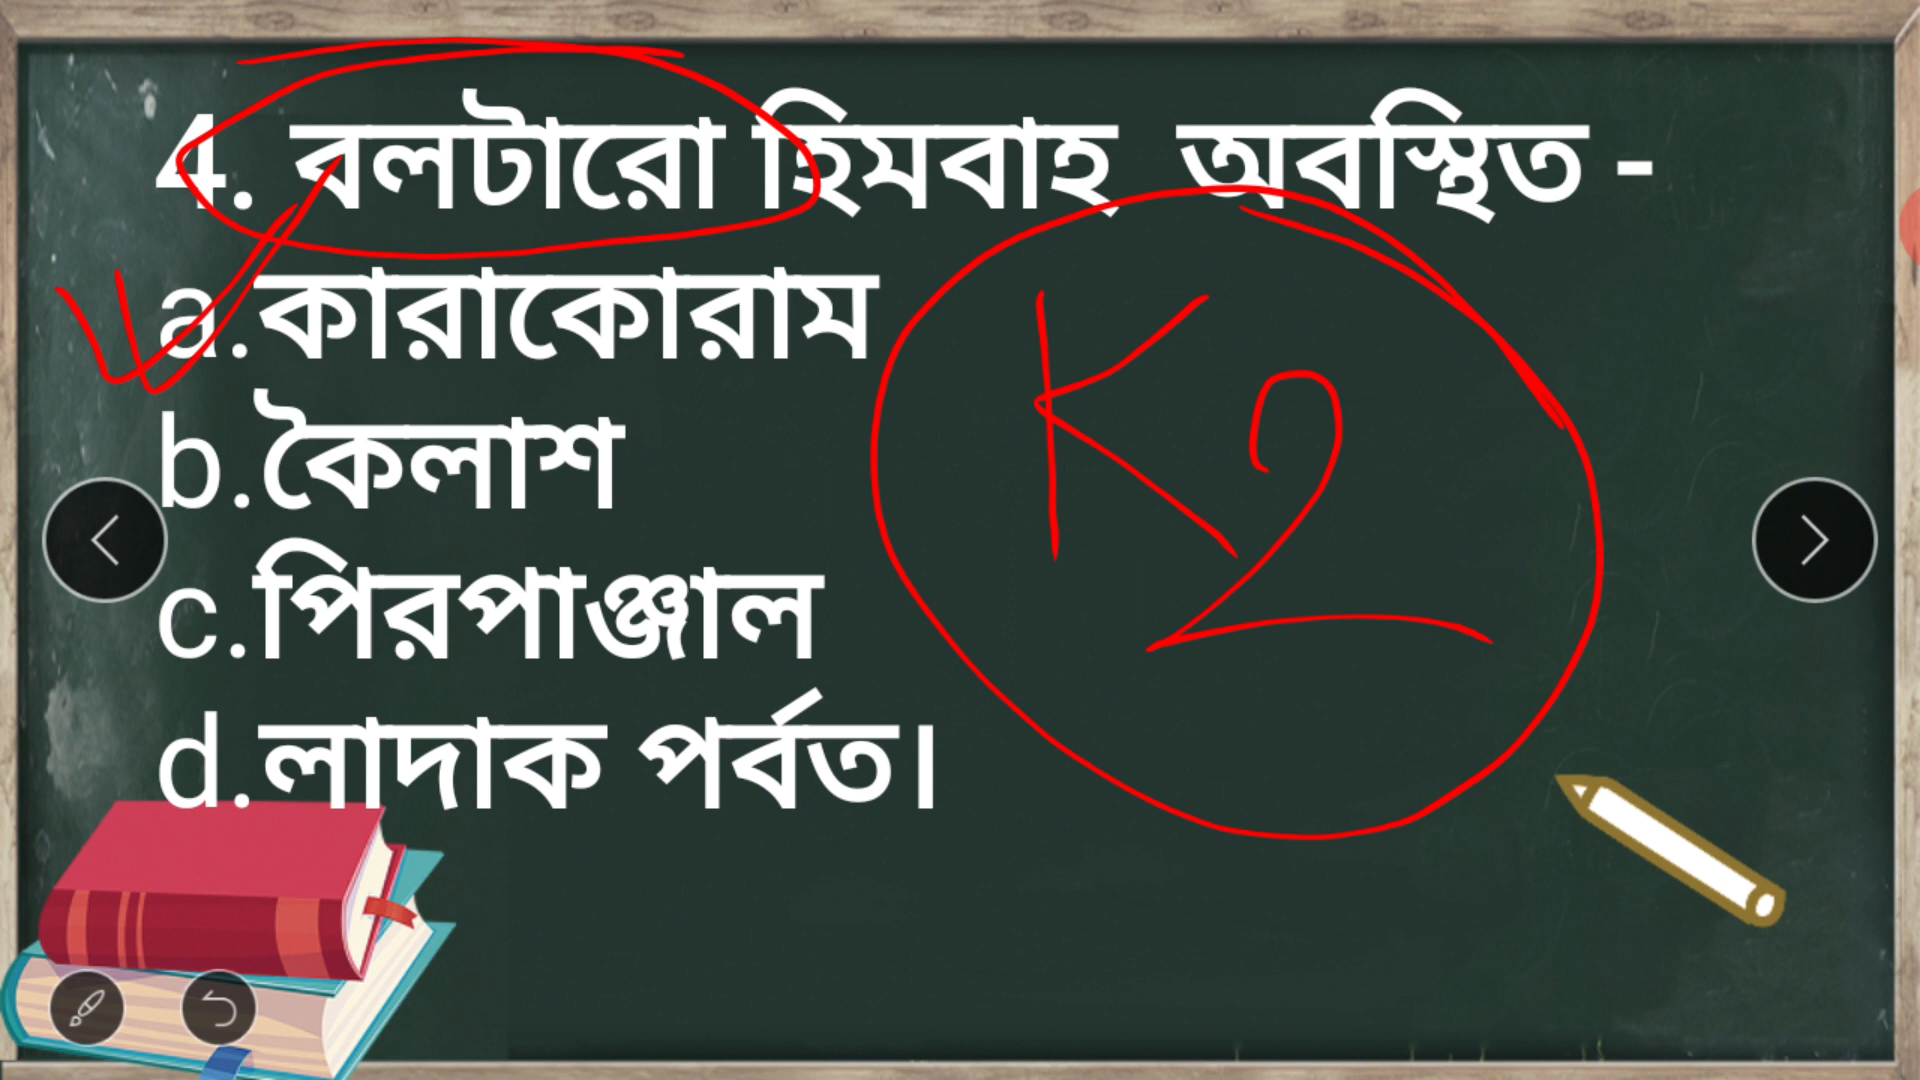 4. বলটারো হিমবাহ অবস্থিত -
a.কারাকোরাম
K2
b.কৈলাশ
c.পিরপাঞ্জাল
d.লাদাক পর্বত।